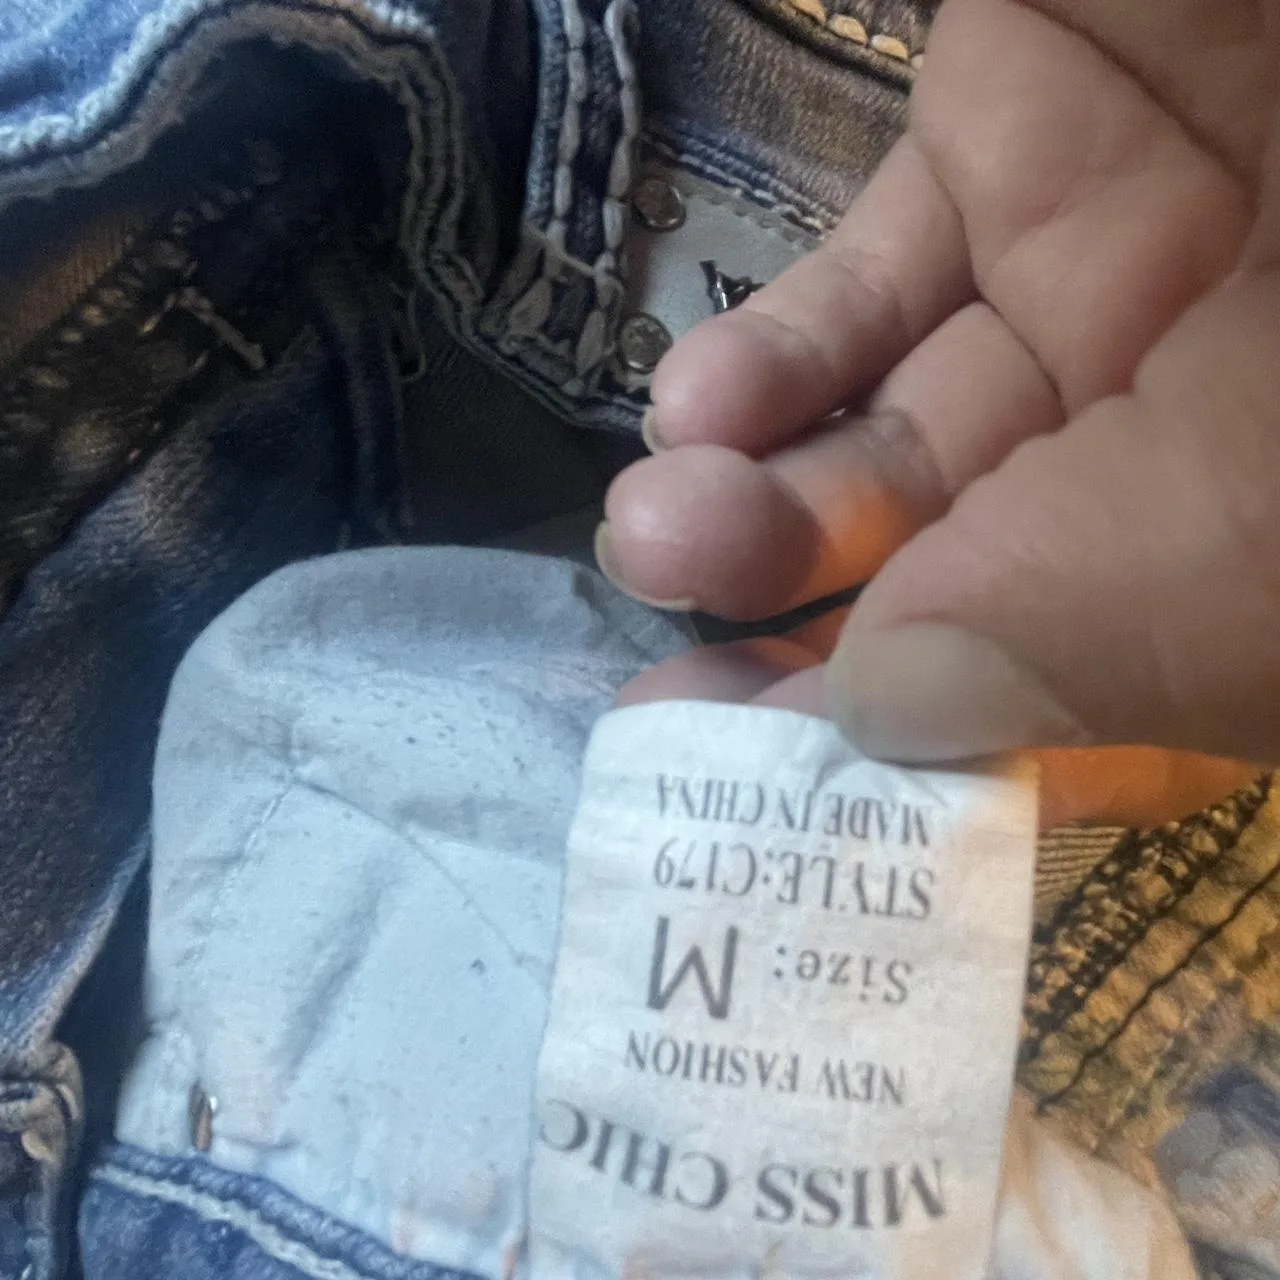 MISS CHIC
NEW FASHION
Size: M
STYLE:C179
MADE IN CHINA